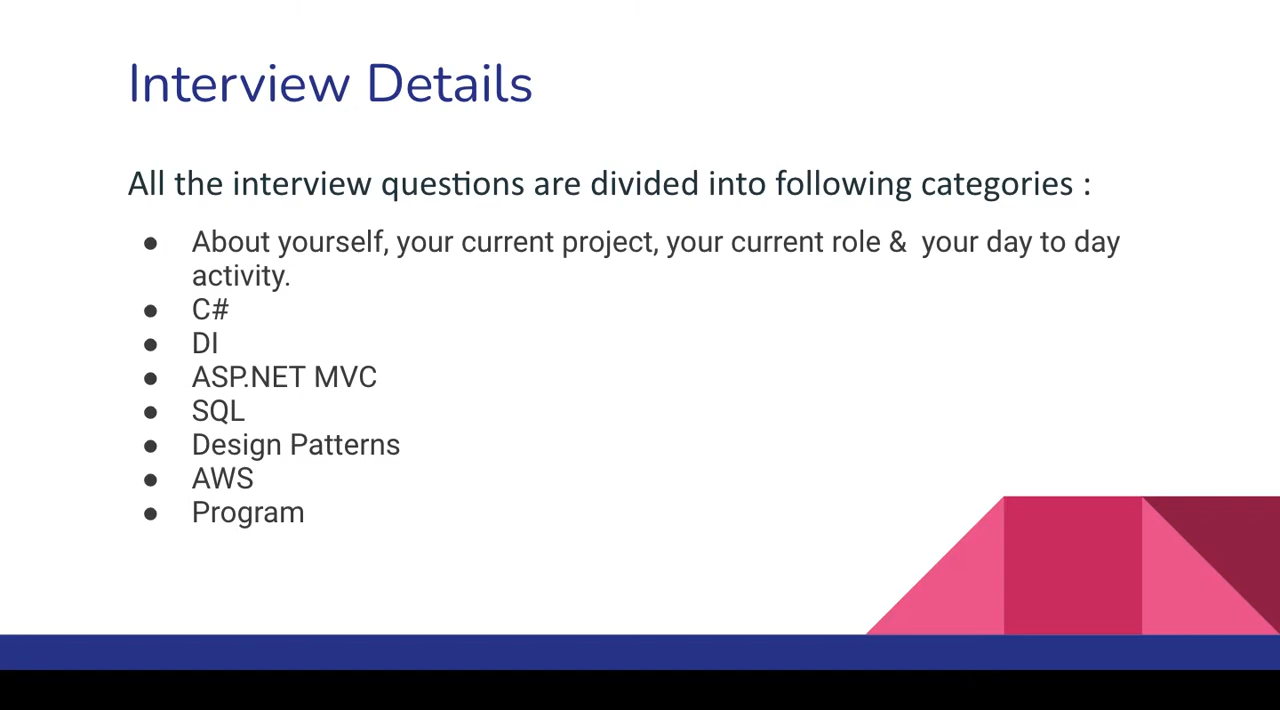 Interview Details
All the interview questions are divided into following categories :
● About yourself, your current project, your current role &  your day to day
activity.
● C#
● DI
● ASP.NET MVC
● SQL
● Design Patterns
● AWS
● Program